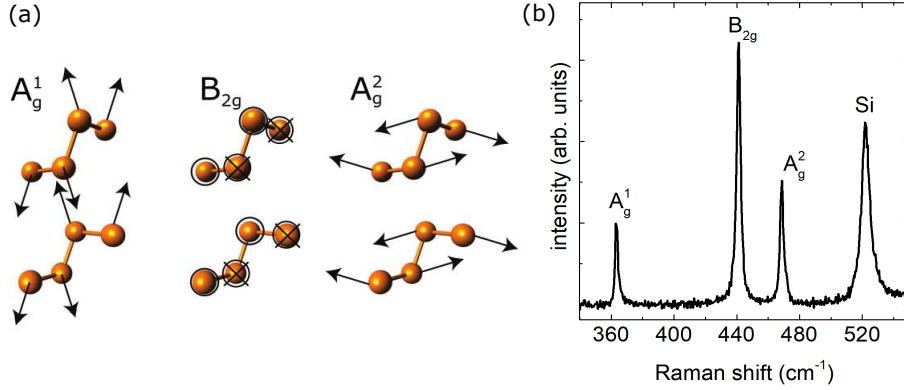 (a)
A_g^1
B_2g
A_g^2
(b)
intensity (arb. units)
A_g^1
B_2g
A_g^2
Si
360 400 440 480 520
Raman shift (cm^-1)